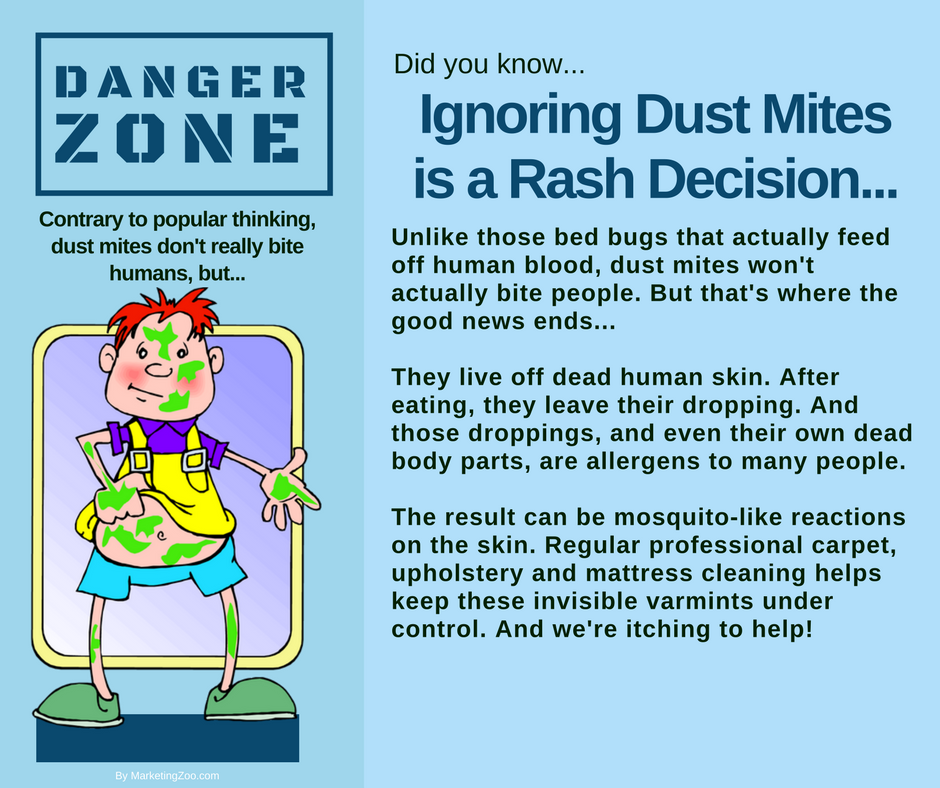 DANGER
ZONE
Contrary to popular thinking,
dust mites don't really bite
humans, but...
By MarketingZoo.com
Did you know...
Ignoring Dust Mites
is a Rash Decision...
Unlike those bed bugs that actually feed
off human blood, dust mites won't
actually bite people. But that's where the
good news ends...
They live off dead human skin. After
eating, they leave their dropping. And
those droppings, and even their own dead
body parts, are allergens to many people.
The result can be mosquito-like reactions
on the skin. Regular professional carpet,
upholstery and mattress cleaning helps
keep these invisible varmints under
control. And we're itching to help!